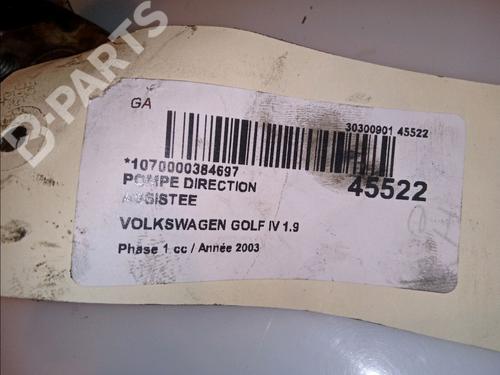 B-PARTS
GA
30300901 45522
*1070000384697
POMPE DIRECTION
ASSISTEE
45522
VOLKSWAGEN GOLF IV 1.9
Phase 1 cc / Année 2003